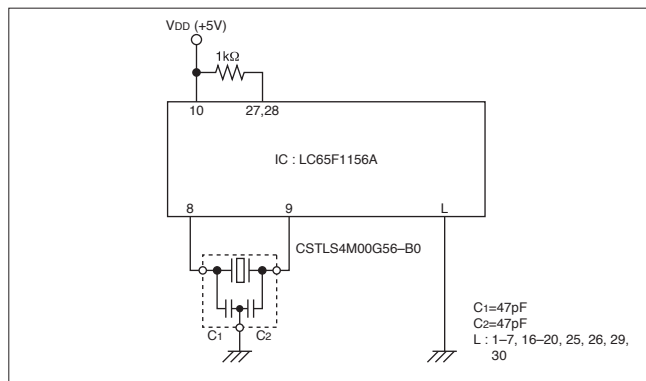 VDD (+5V)
1kΩ
10
27,28
IC : LC65F1156A
8
9
L
CSTLS4M00G56–B0
C1
C2
C1=47pF
C2=47pF
L : 1–7, 16–20, 25, 26, 29,
30